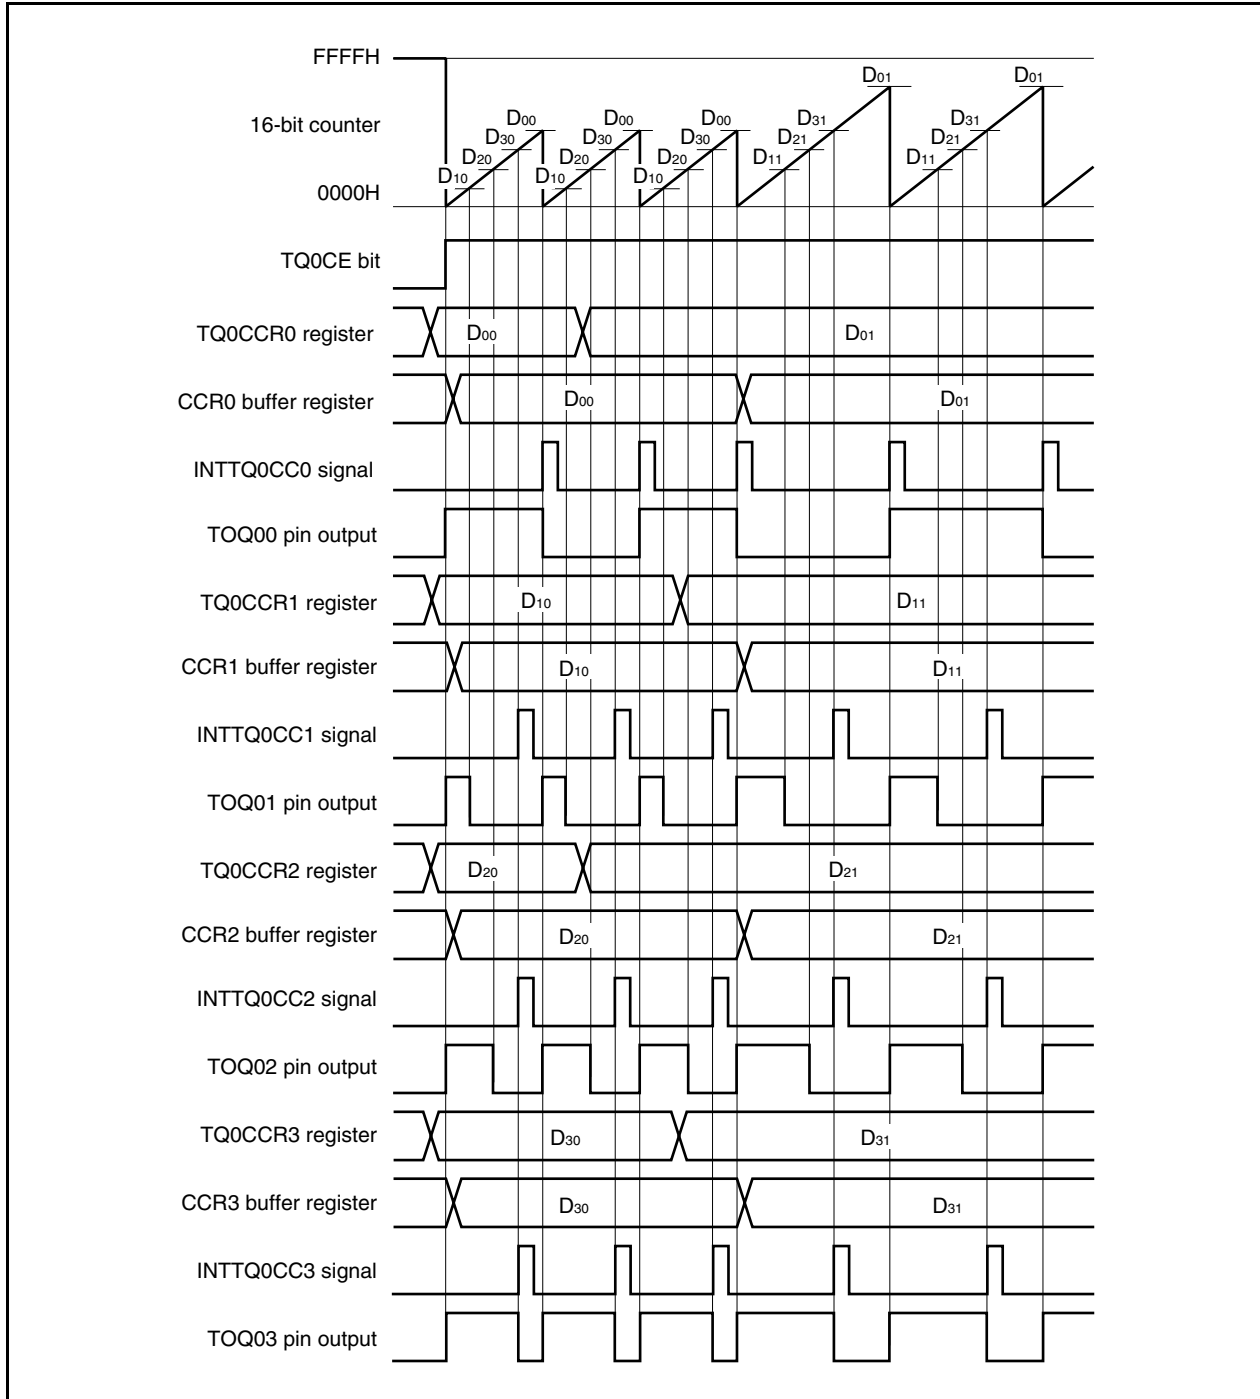 FFFFH
D01 D01
16-bit counter
D00 D00 D00
D30 D30 D30 D31 D31
D20 D20 D20 D11 D21 D11 D21
D10 D10 D10
0000H
TQ0CE bit
TQ0CCR0 register D00 D01
CCR0 buffer register D00 D01
INTTQ0CC0 signal
TOQ00 pin output
TQ0CCR1 register D10 D11
CCR1 buffer register D10 D11
INTTQ0CC1 signal
TOQ01 pin output
TQ0CCR2 register D20 D21
CCR2 buffer register D20 D21
INTTQ0CC2 signal
TOQ02 pin output
TQ0CCR3 register D30 D31
CCR3 buffer register D30 D31
INTTQ0CC3 signal
TOQ03 pin output